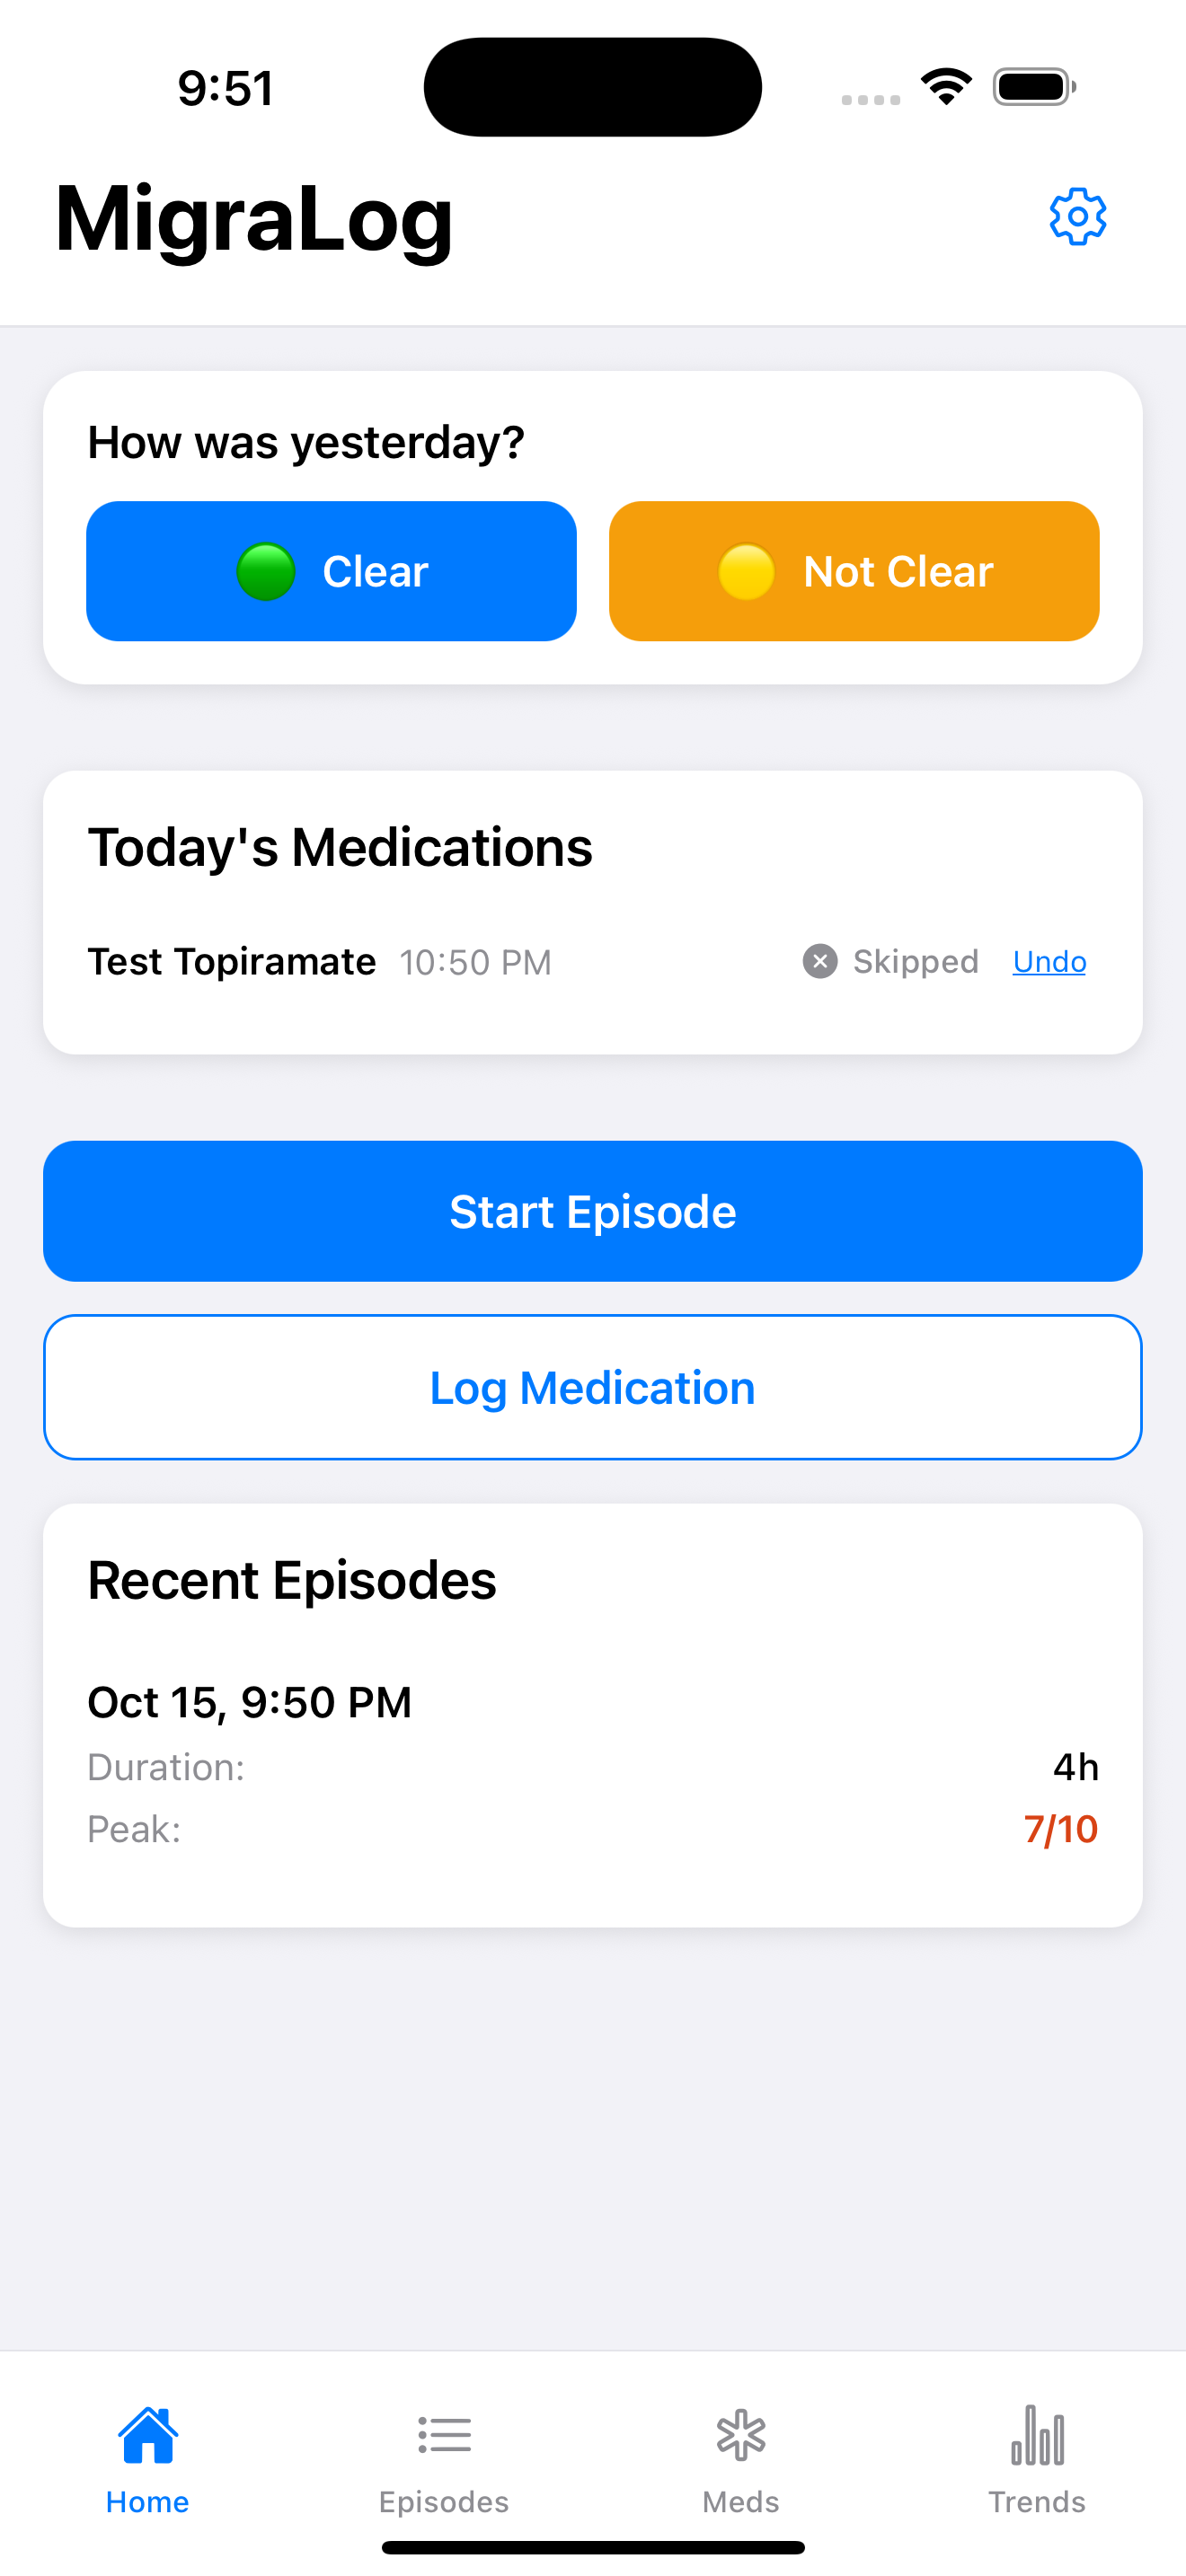 9:51
MigraLog
How was yesterday?
Clear
Not Clear
Today's Medications
Test Topiramate 10:50 PM Skipped Undo
Start Episode
Log Medication
Recent Episodes
Oct 15, 9:50 PM
Duration: 4h
Peak: 7/10
Home Episodes Meds Trends